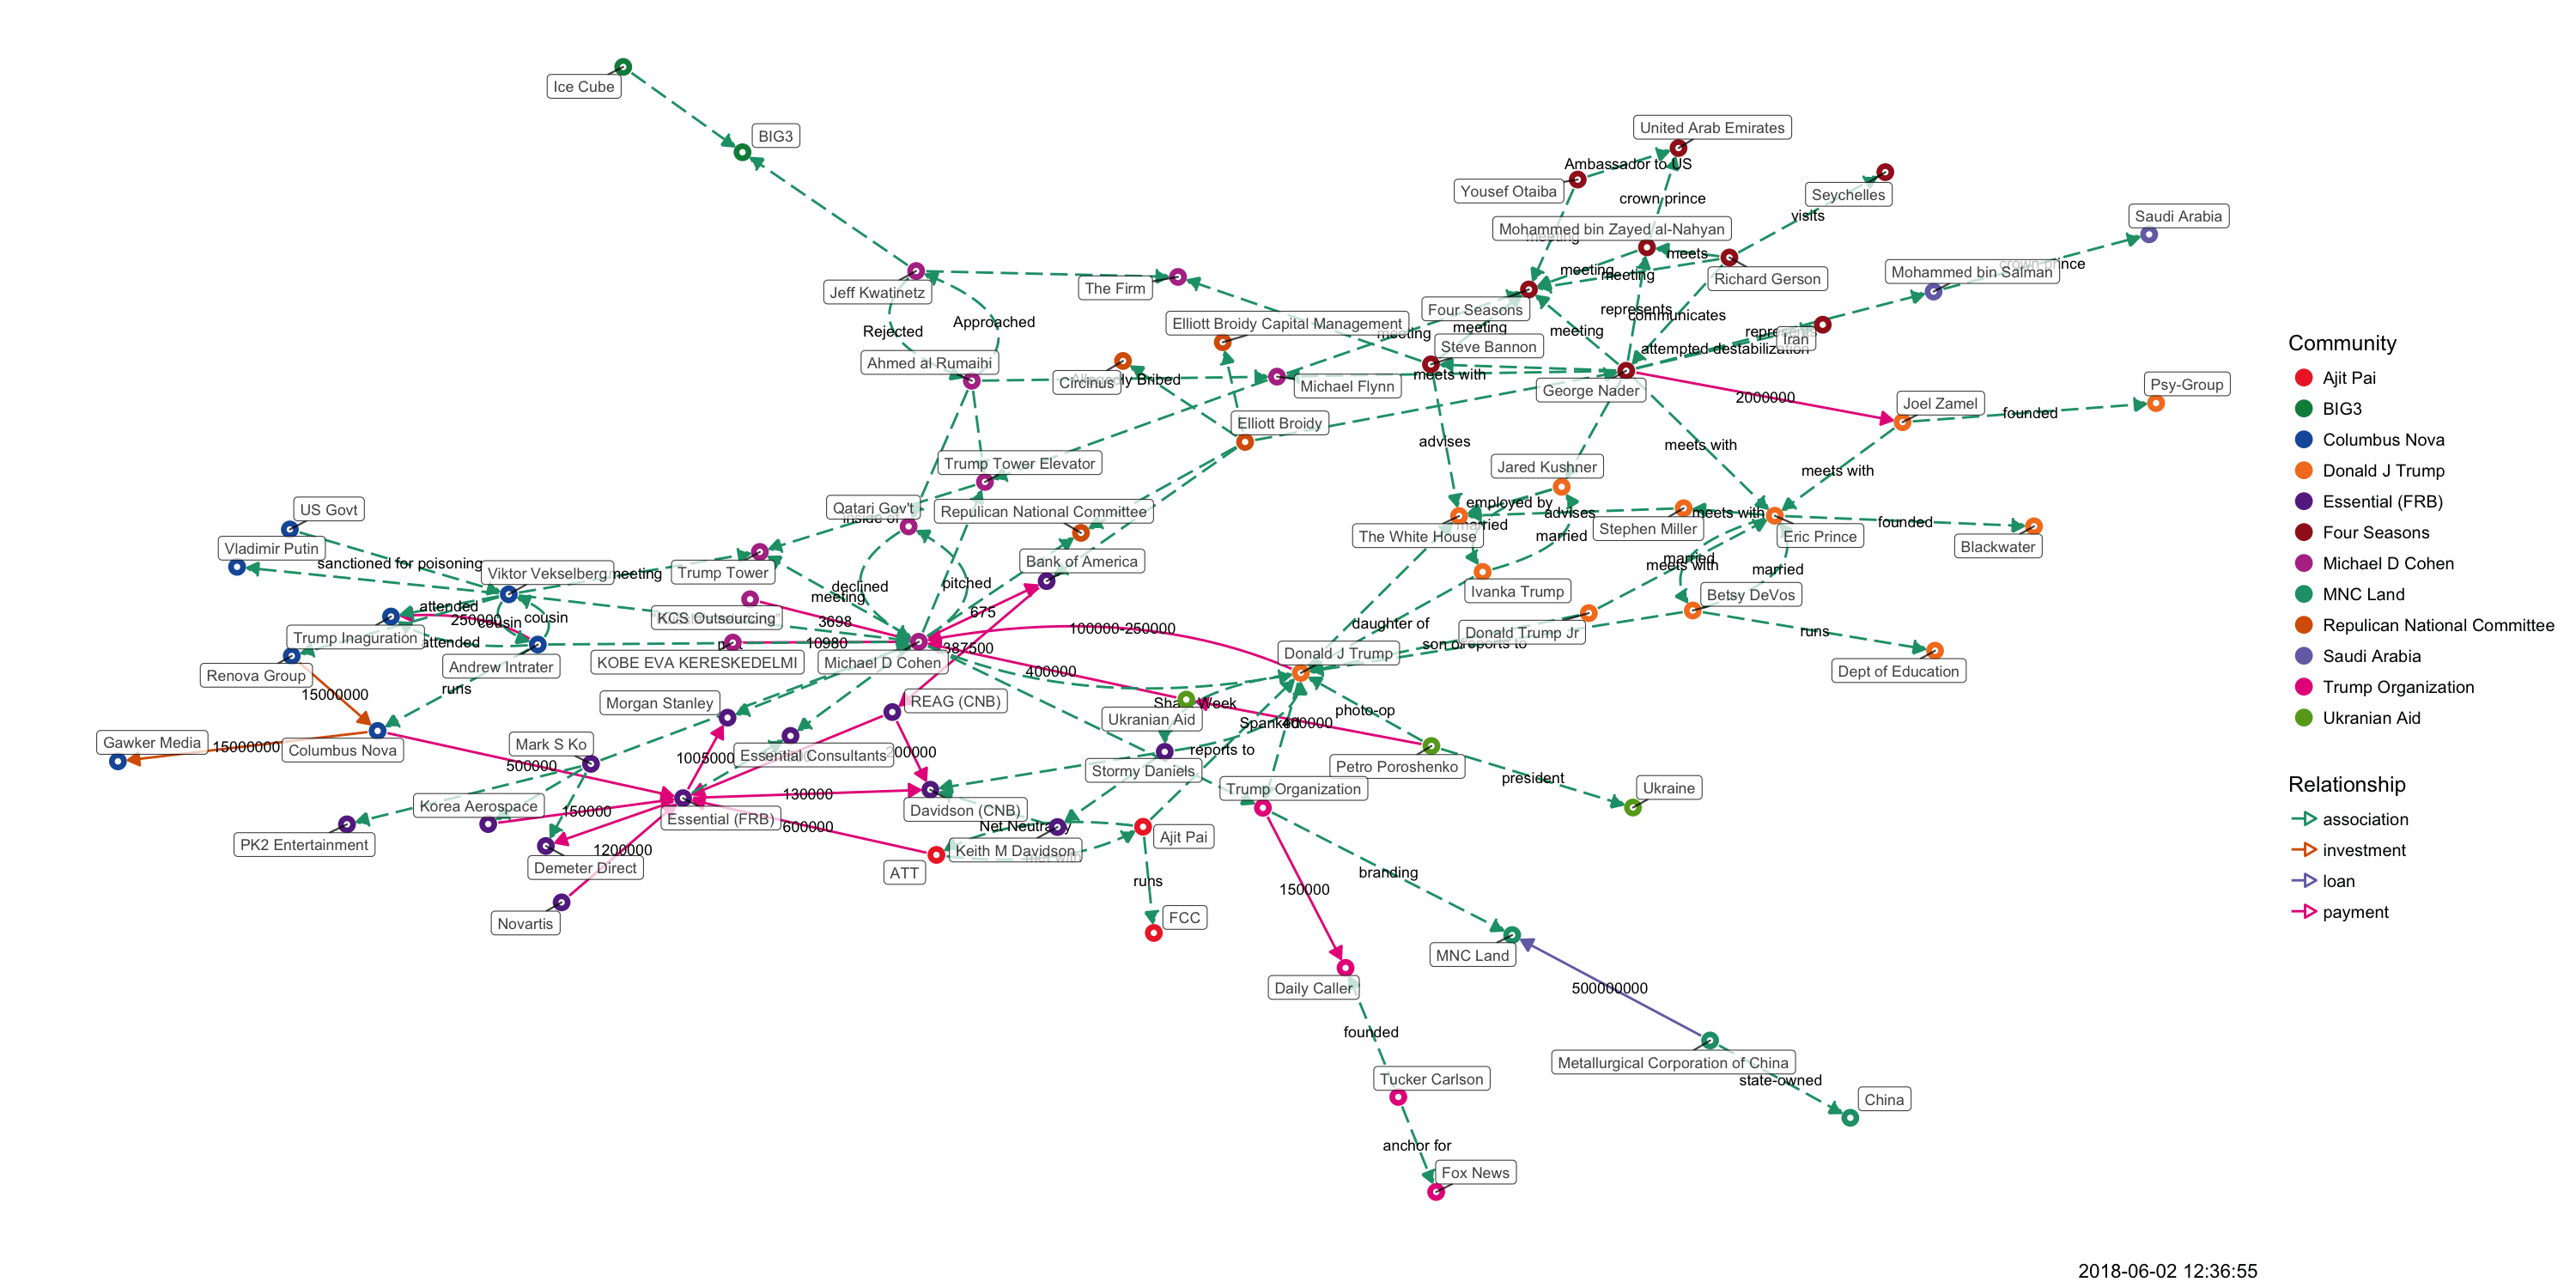 Ice Cube
BIG3
United Arab Emirates
Ambassador to US
Yousef Otaiba
Seychelles
crown prince
visits
Saudi Arabia
Mohammed bin Zayed al-Nahyan
meeting
meets
crown prince
Richard Gerson
Mohammed bin Salman
meeting
meeting
Jeff Kwatinetz
The Firm
Four Seasons
represents
communicates
Elliott Broidy Capital Management
Approached
Rejected
meeting
meeting
meeting
represents
Iran
Steve Bannon
attempted destabilization
Ahmed al Rumaihi
Circinus
Allegedly Bribed
Michael Flynn
meets with
George Nader
2000000
Joel Zamel
Psy-Group
founded
Elliott Broidy
advises
meets with
Trump Tower Elevator
Jared Kushner
meets with
US Govt
Qatari Gov't
inside of
Repulican National Committee
employed by
advises
married
The White House
Stephen Miller
meets with
Eric Prince
founded
Blackwater
Vladimir Putin
sanctioned for poisoning
Viktor Vekselberg
meeting
Trump Tower
Bank of America
married
married
meets with
married
declined
pitched
meeting
Ivanka Trump
Betsy DeVos
attended
250000
cousin
cousin
KCS Outsourcing
3698
675
100000-250000
daughter of
Donald Trump Jr
son of
reports to
runs
Trump Inaguration
attended
10980
387500
Andrew Intrater
KOBE EVA KERESKEDELMI
Michael D Cohen
Donald J Trump
400000
Dept of Education
Renova Group
15000000
runs
Morgan Stanley
REAG (CNB)
Shark Week
Ukranian Aid
Spanked
400000
photo-op
Gawker Media
15000000
Columbus Nova
Mark S Ko
Essential Consultants
1005000
200000
reports to
500000
Stormy Daniels
Petro Poroshenko
president
Ukraine
Trump Organization
130000
Korea Aerospace
150000
Essential (FRB)
Davidson (CNB)
600000
Net Neutrality
Ajit Pai
PK2 Entertainment
1200000
Keith M Davidson
met with
Demeter Direct
ATT
runs
branding
150000
Novartis
FCC
MNC Land
Daily Caller
500000000
founded
Metallurgical Corporation of China
state-owned
Tucker Carlson
China
anchor for
Fox News
Community
Ajit Pai
BIG3
Columbus Nova
Donald J Trump
Essential (FRB)
Four Seasons
Michael D Cohen
MNC Land
Repulican National Committee
Saudi Arabia
Trump Organization
Ukranian Aid
Relationship
association
investment
loan
payment
2018-06-02 12:36:55